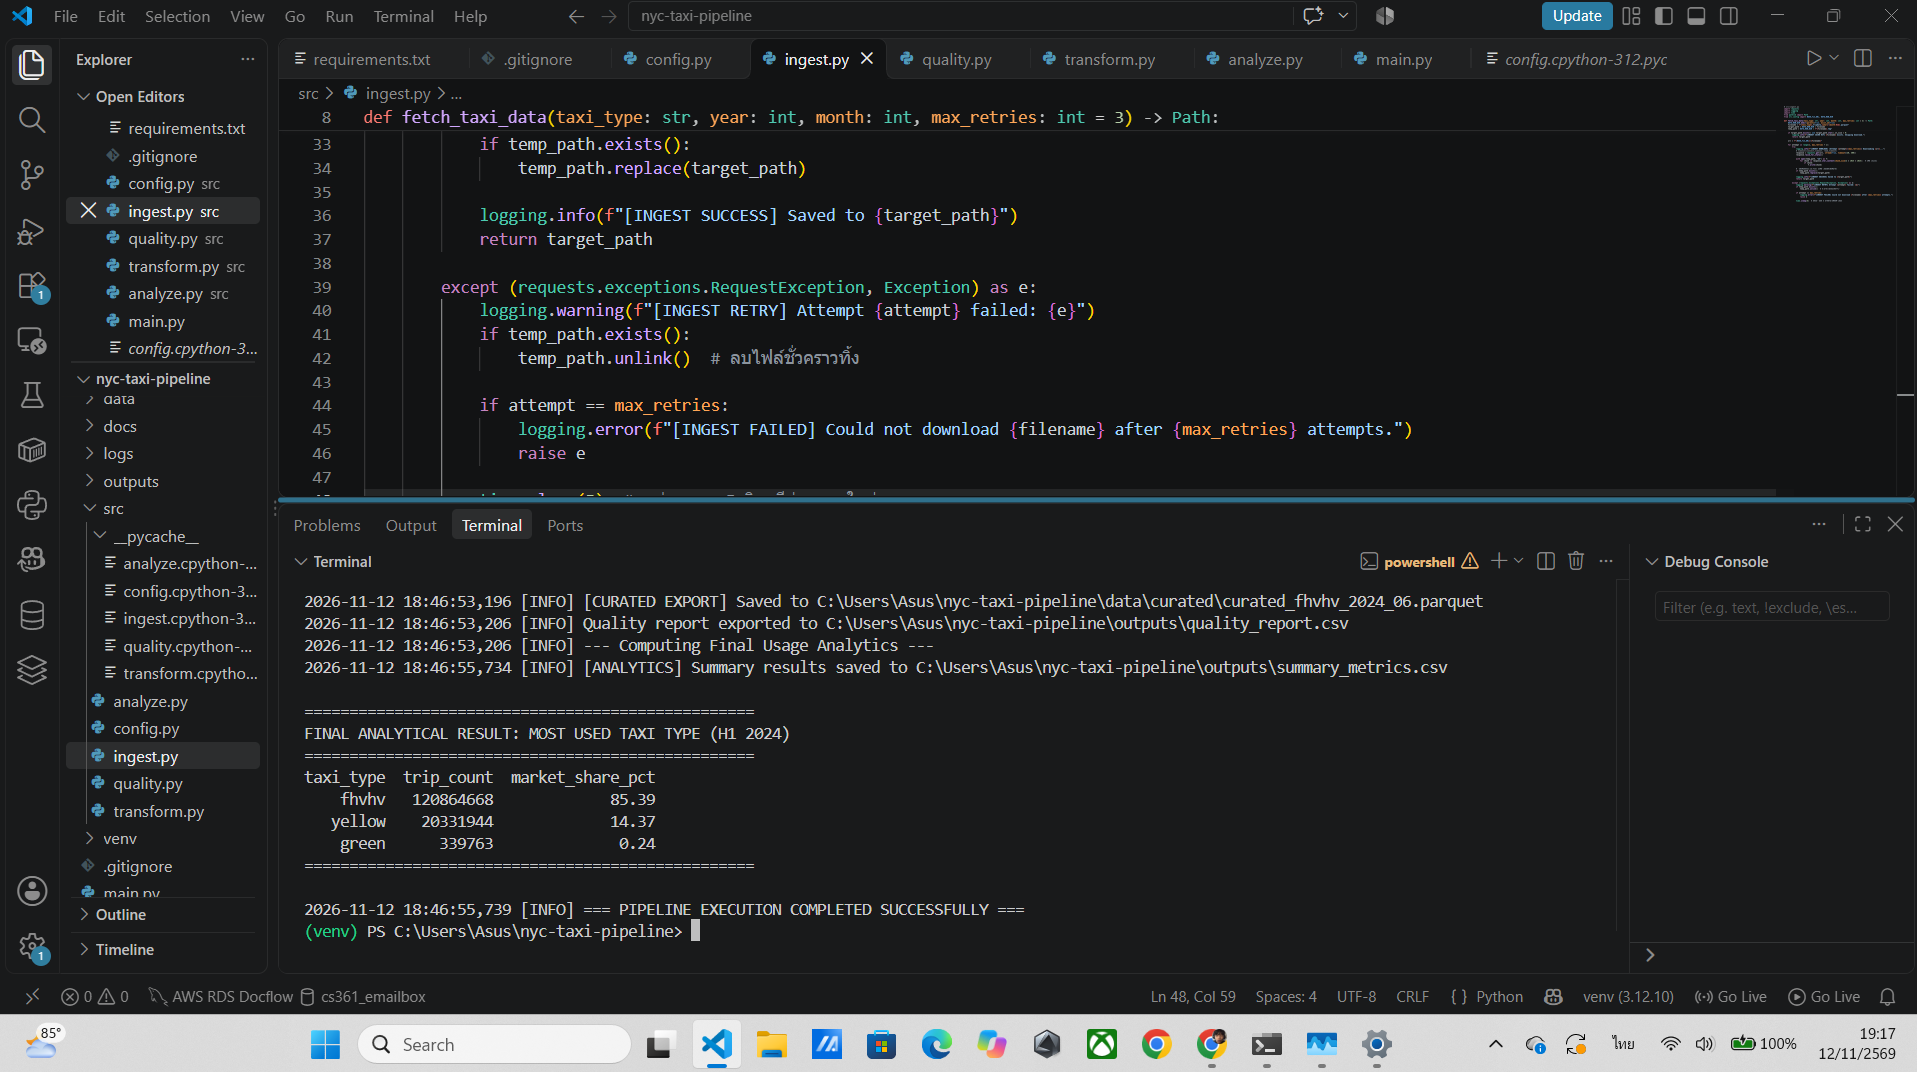 File Edit Selection View Go Run Terminal Help
nyc-taxi-pipeline
Update
Explorer
Open Editors
requirements.txt
.gitignore
config.py src
ingest.py src
quality.py src
transform.py src
analyze.py src
main.py
config.cpython-3...
nyc-taxi-pipeline
data
docs
logs
outputs
src
__pycache__
analyze.cpython-...
config.cpython-3...
ingest.cpython-3...
quality.cpython-...
transform.cpytho...
analyze.py
config.py
ingest.py
quality.py
transform.py
venv
.gitignore
main.py
Outline
Timeline
1
1
requirements.txt .gitignore config.py ingest.py quality.py transform.py analyze.py main.py config.cpython-312.pyc
src > ingest.py > ...
8 def fetch_taxi_data(taxi_type: str, year: int, month: int, max_retries: int = 3) -> Path:
33 if temp_path.exists():
34 temp_path.replace(target_path)
35
36 logging.info(f"[INGEST SUCCESS] Saved to {target_path}")
37 return target_path
38
39 except (requests.exceptions.RequestException, Exception) as e:
40 logging.warning(f"[INGEST RETRY] Attempt {attempt} failed: {e}")
41 if temp_path.exists():
42 temp_path.unlink() # ลบไฟล์ชั่วคราวทิ้ง
43
44 if attempt == max_retries:
45 logging.error(f"[INGEST FAILED] Could not download {filename} after {max_retries} attempts.")
46 raise e
47
Problems Output Terminal Ports
Terminal
powershell
Debug Console
Filter (e.g. text, !exclude, \es...
2026-11-12 18:46:53,196 [INFO] [CURATED EXPORT] Saved to C:\Users\Asus\nyc-taxi-pipeline\data\curated\curated_fhvhv_2024_06.parquet
2026-11-12 18:46:53,206 [INFO] Quality report exported to C:\Users\Asus\nyc-taxi-pipeline\outputs\quality_report.csv
2026-11-12 18:46:53,206 [INFO] --- Computing Final Usage Analytics ---
2026-11-12 18:46:55,734 [INFO] [ANALYTICS] Summary results saved to C:\Users\Asus\nyc-taxi-pipeline\outputs\summary_metrics.csv
==================================================
FINAL ANALYTICAL RESULT: MOST USED TAXI TYPE (H1 2024)
==================================================
taxi_type trip_count market_share_pct
fhvhv 120864668 85.39
yellow 20331944 14.37
green 339763 0.24
==================================================
2026-11-12 18:46:55,739 [INFO] === PIPELINE EXECUTION COMPLETED SUCCESSFULLY ===
(venv) PS C:\Users\Asus\nyc-taxi-pipeline>
0 0 AWS RDS Docflow cs361_emailbox
Ln 48, Col 59 Spaces: 4 UTF-8 CRLF { } Python venv (3.12.10) Go Live Go Live
85°
Search
ไทย
100%
19:17
12/11/2569